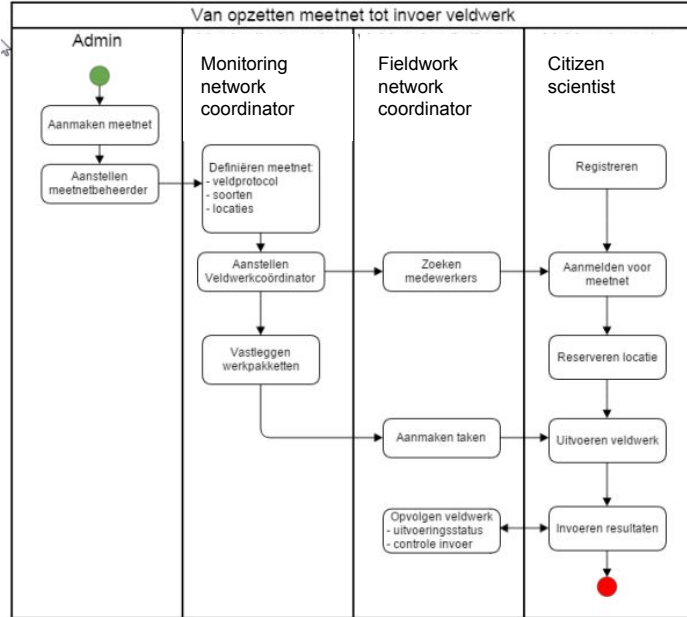 Van opzetten meetnet tot invoer veldwerk
Admin
Monitoring
network
coordinator
Fieldwork
network
coordinator
Citizen
scientist
Aanmaken meetnet
Aanstellen
meetnetbeheerder
Definiëren meetnet:
- veldprotocol
- soorten
- locaties
Registreren
Aanstellen
Veldwerkcoördinator
Zoeken
medewerkers
Aanmelden voor
meetnet
Vastleggen
werkpakketten
Reserveren locatie
Aanmaken taken
Uitvoeren veldwerk
Opvolgen veldwerk
- uitvoeringsstatus
- controle invoer
Invoeren resultaten